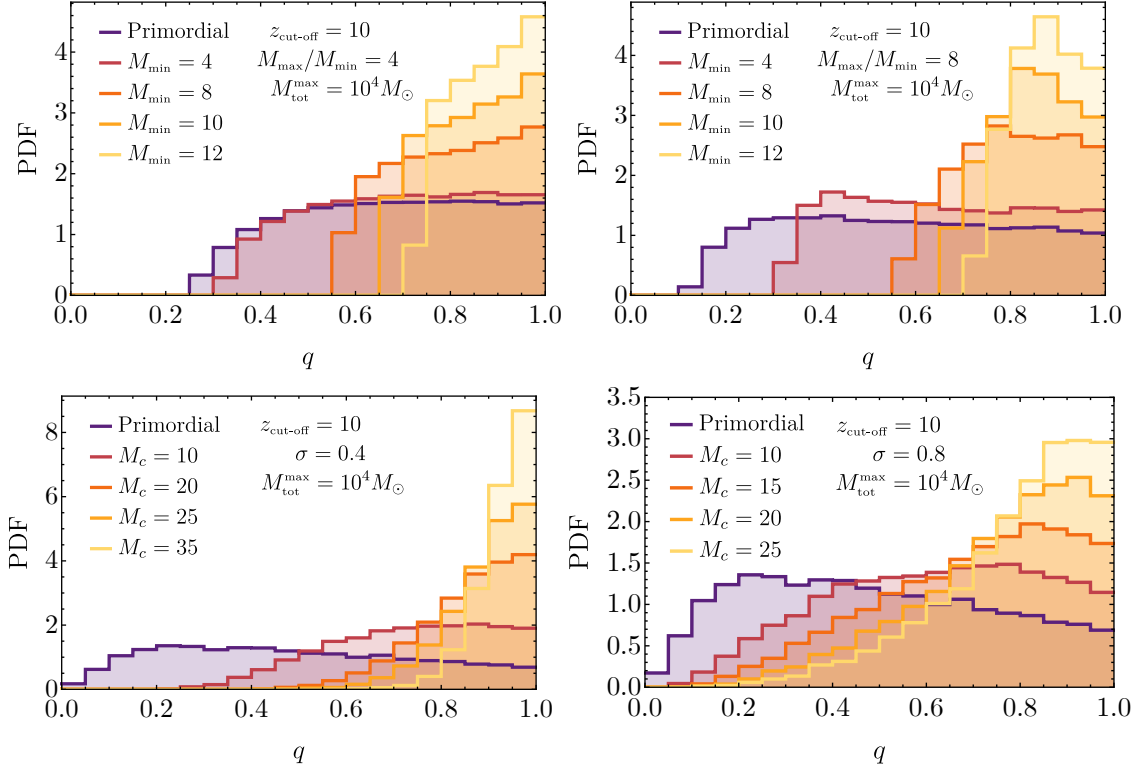 Primordial
M_min = 4
M_min = 8
M_min = 10
M_min = 12
z_cut-off = 10
M_max/M_min = 4
M_tot^max = 10^4 M_⊙
PDF
0 1 2 3 4
0.0 0.2 0.4 0.6 0.8 1.0
q
Primordial
M_min = 4
M_min = 8
M_min = 10
M_min = 12
z_cut-off = 10
M_max/M_min = 8
M_tot^max = 10^4 M_⊙
PDF
0 1 2 3 4
0.0 0.2 0.4 0.6 0.8 1.0
q
Primordial
M_c = 10
M_c = 20
M_c = 25
M_c = 35
z_cut-off = 10
σ = 0.4
M_tot^max = 10^4 M_⊙
PDF
0 2 4 6 8
0.0 0.2 0.4 0.6 0.8 1.0
q
Primordial
M_c = 10
M_c = 15
M_c = 20
M_c = 25
z_cut-off = 10
σ = 0.8
M_tot^max = 10^4 M_⊙
PDF
0.0 0.5 1.0 1.5 2.0 2.5 3.0 3.5
0.0 0.2 0.4 0.6 0.8 1.0
q